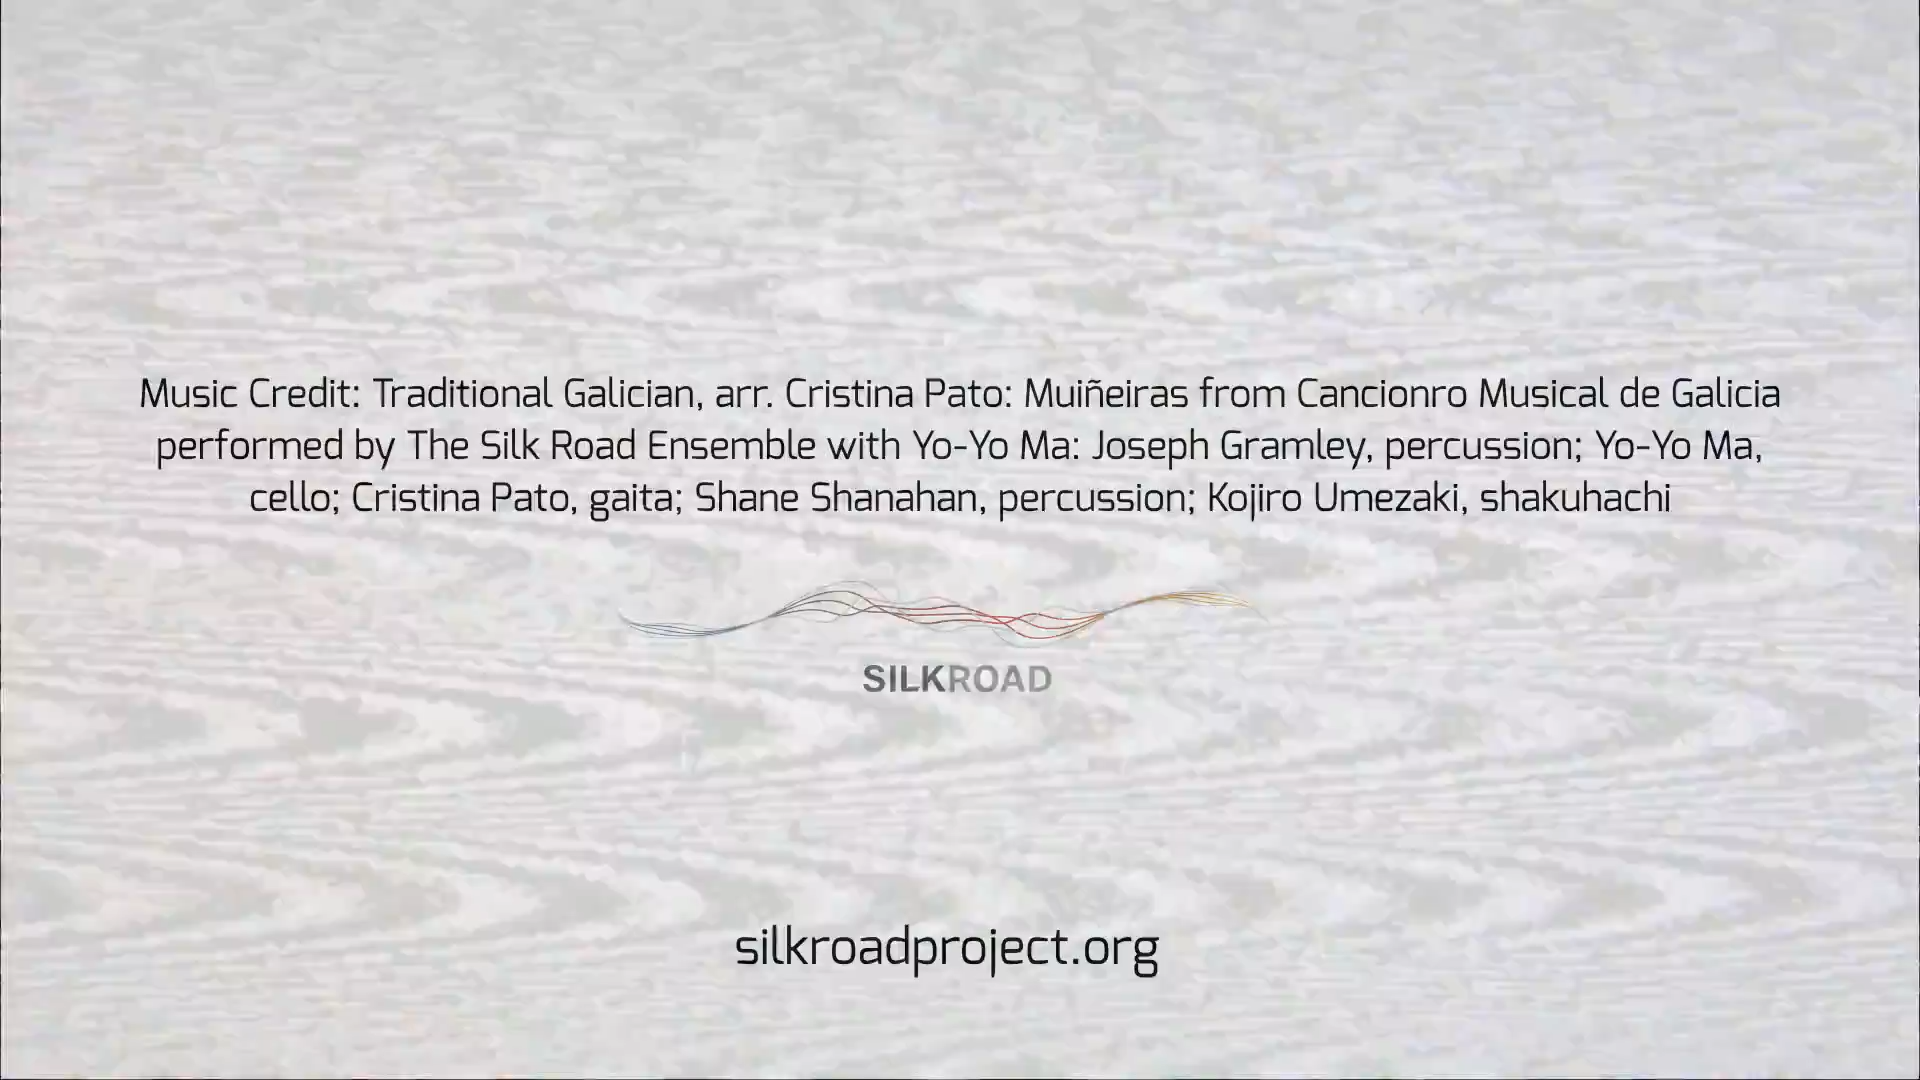 Music Credit: Traditional Galician, arr. Cristina Pato: Muiñeiras from Cancionro Musical de Galicia
performed by The Silk Road Ensemble with Yo-Yo Ma: Joseph Gramley, percussion; Yo-Yo Ma,
cello; Cristina Pato, gaita; Shane Shanahan, percussion; Kojiro Umezaki, shakuhachi
SILKROAD
silkroadproject.org